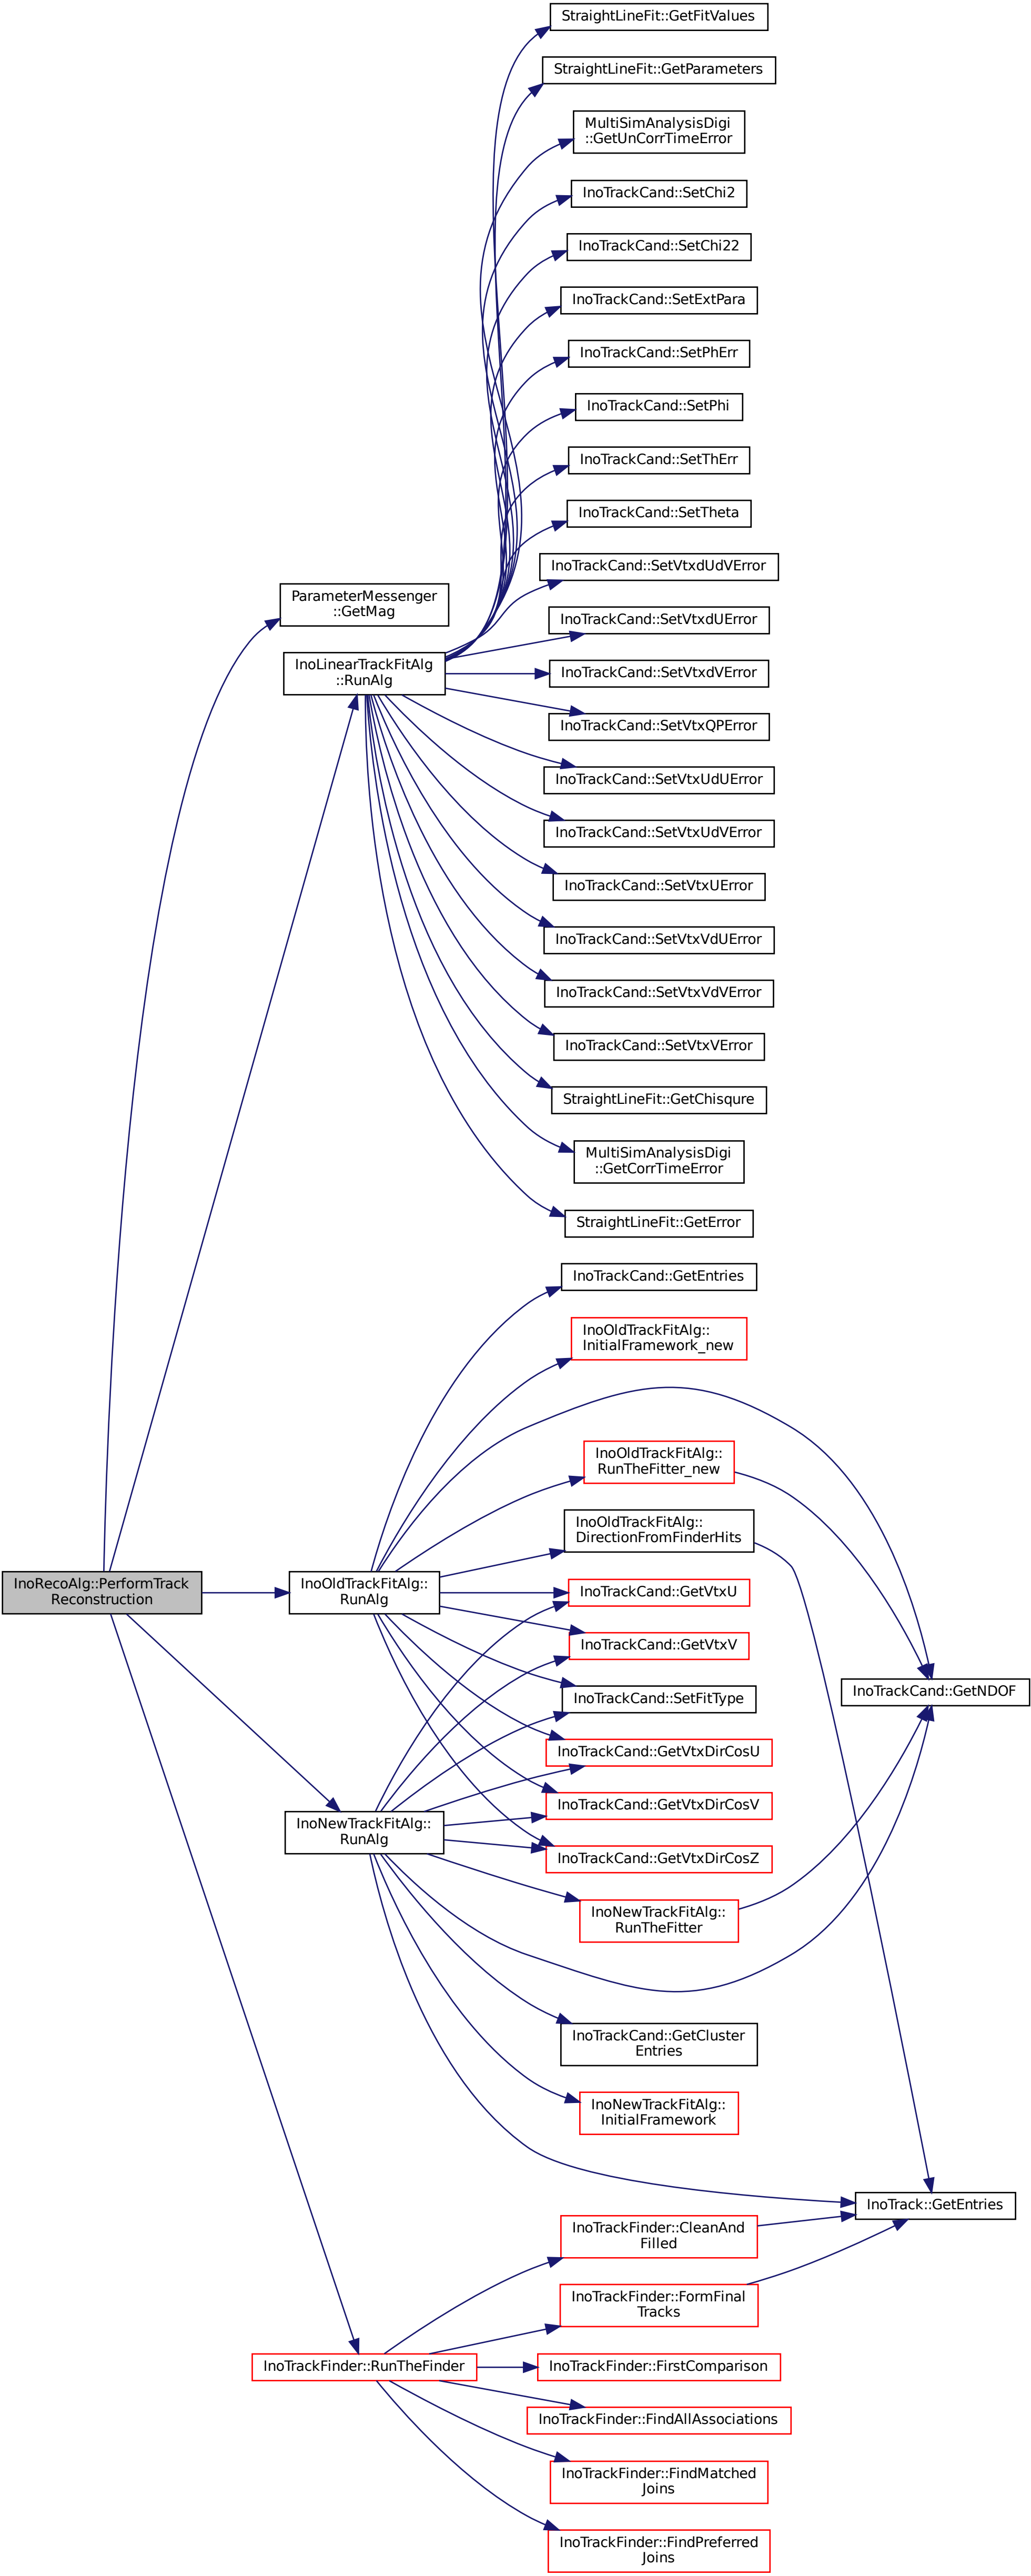 StraightLineFit::GetFitValues
StraightLineFit::GetParameters
MultiSimAnalysisDigi
::GetUnCorrTimeError
InoTrackCand::SetChi2
InoTrackCand::SetChi22
InoTrackCand::SetExtPara
InoTrackCand::SetPhErr
InoTrackCand::SetPhi
InoTrackCand::SetThErr
InoTrackCand::SetTheta
InoTrackCand::SetVtxdUdVError
ParameterMessenger
::GetMag
InoTrackCand::SetVtxdUError
InoLinearTrackFitAlg
::RunAlg
InoTrackCand::SetVtxdVError
InoTrackCand::SetVtxQPError
InoTrackCand::SetVtxUdUError
InoTrackCand::SetVtxUdVError
InoTrackCand::SetVtxUError
InoTrackCand::SetVtxVdUError
InoTrackCand::SetVtxVdVError
InoTrackCand::SetVtxVError
StraightLineFit::GetChisqure
MultiSimAnalysisDigi
::GetCorrTimeError
StraightLineFit::GetError
InoTrackCand::GetEntries
InoOldTrackFitAlg::
InitialFramework_new
InoOldTrackFitAlg::
RunTheFitter_new
InoOldTrackFitAlg::
DirectionFromFinderHits
InoRecoAlg::PerformTrack
Reconstruction
InoOldTrackFitAlg::
RunAlg
InoTrackCand::GetVtxU
InoTrackCand::GetVtxV
InoTrackCand::GetNDOF
InoTrackCand::SetFitType
InoTrackCand::GetVtxDirCosU
InoTrackCand::GetVtxDirCosV
InoNewTrackFitAlg::
RunAlg
InoTrackCand::GetVtxDirCosZ
InoNewTrackFitAlg::
RunTheFitter
InoTrackCand::GetCluster
Entries
InoNewTrackFitAlg::
InitialFramework
InoTrack::GetEntries
InoTrackFinder::CleanAnd
Filled
InoTrackFinder::FormFinal
Tracks
InoTrackFinder::RunTheFinder
InoTrackFinder::FirstComparison
InoTrackFinder::FindAllAssociations
InoTrackFinder::FindMatched
Joins
InoTrackFinder::FindPreferred
Joins